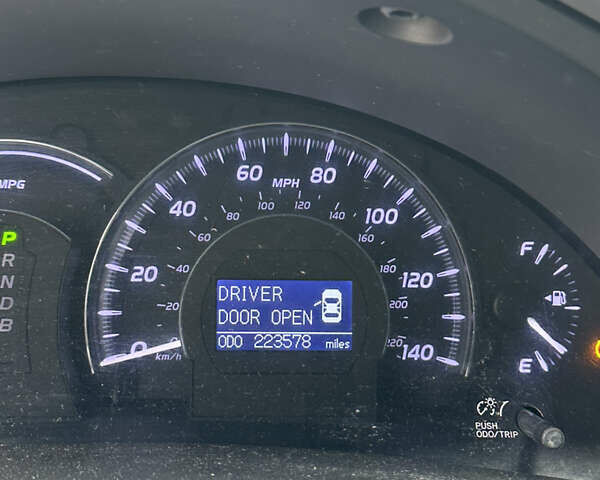 MPG
P
R
N
D
B
0
20
40
60
80
100
120
140
MPH
20
40
60
80
100
120
140
160
180
200
220
km/h
DRIVER
DOOR OPEN
ODO 223578 miles
F
E
PUSH
ODO/TRIP